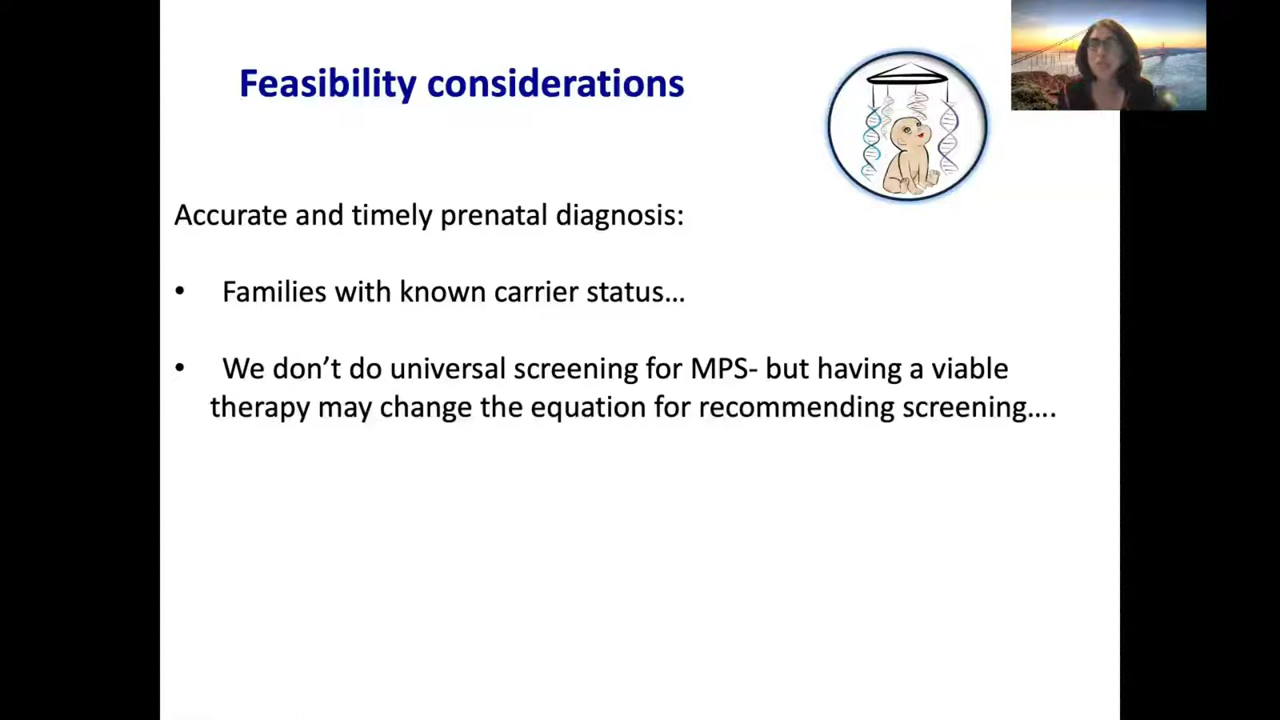 Feasibility considerations
Accurate and timely prenatal diagnosis:
• Families with known carrier status...
• We don’t do universal screening for MPS- but having a viable
therapy may change the equation for recommending screening....